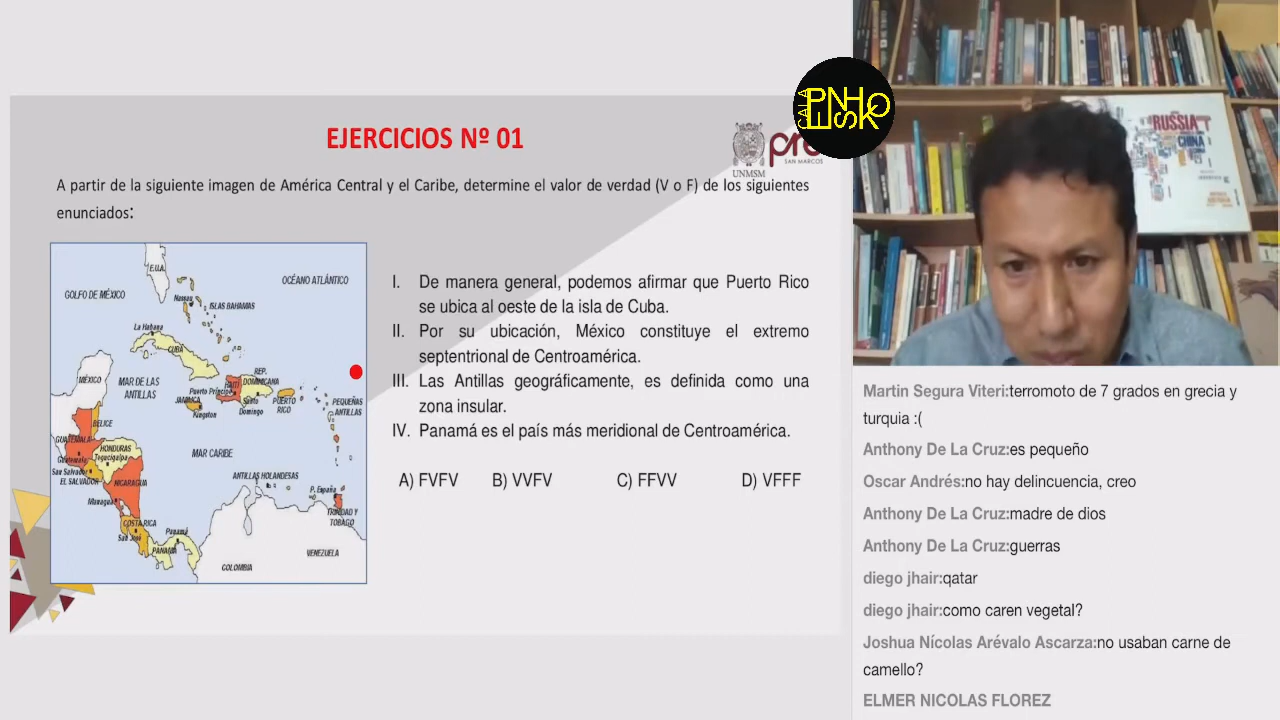 EJERCICIOS Nº 01
UNMSM
SAN MARCOS
A partir de la siguiente imagen de América Central y el Caribe, determine el valor de verdad (V o F) de los siguientes
enunciados:
E.U.A.
OCÉANO ATLÁNTICO
GOLFO DE MÉXICO
Nassau
ISLAS BAHAMAS
La Habana
CUBA
MÉXICO
MAR DE LAS
ANTILLAS
Puerto Príncipe
HAITÍ
REP.
DOMINICANA
Santo
Domingo
JAMAICA
Kingston
PUERTO
RICO
PEQUEÑAS
ANTILLAS
BELICE
GUATEMALA
Guatemala
HONDURAS
Tegucigalpa
MAR CARIBE
San Salvador
EL SALVADOR
NICARAGUA
Managua
ANTILLAS HOLANDESAS
P. España
TRINIDAD Y
TOBAGO
COSTA RICA
San José
Panamá
PANAMÁ
VENEZUELA
COLOMBIA
I. De manera general, podemos afirmar que Puerto Rico
se ubica al oeste de la isla de Cuba.
II. Por su ubicación, México constituye el extremo
septentrional de Centroamérica.
III. Las Antillas geográficamente, es definida como una
zona insular.
IV. Panamá es el país más meridional de Centroamérica.
A) FVFV B) VVFV C) FFVV D) VFFF
RUSSIA
CHINA
Martin Segura Viteri:terromoto de 7 grados en grecia y
turquia :(
Anthony De La Cruz:es pequeño
Oscar Andrés:no hay delincuencia, creo
Anthony De La Cruz:madre de dios
Anthony De La Cruz:guerras
diego jhair:qatar
diego jhair:como caren vegetal?
Joshua Nícolas Arévalo Ascarza:no usaban carne de
camello?
ELMER NICOLAS FLOREZ